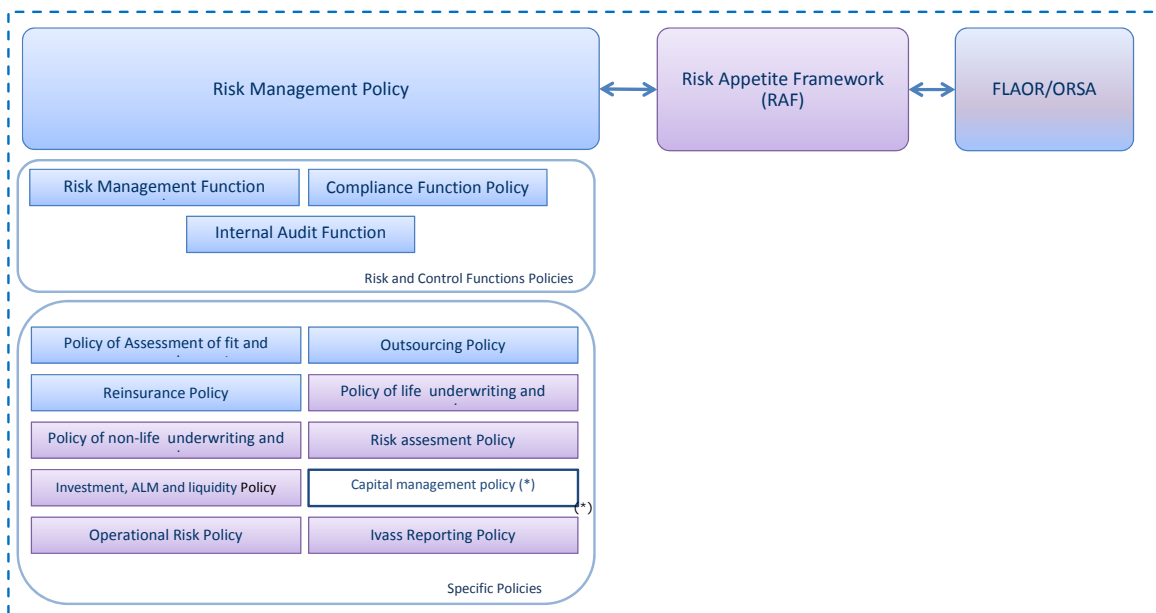 Risk Management Policy
Risk Appetite Framework
(RAF)
FLAOR/ORSA
Risk Management Function
Compliance Function Policy
Internal Audit Function
Risk and Control Functions Policies
Policy of Assessment of fit and
Outsourcing Policy
Reinsurance Policy
Policy of life underwriting and
Policy of non-life underwriting and
Risk assesment Policy
Investment, ALM and liquidity Policy
Capital management policy (*)
(*)
Operational Risk Policy
Ivass Reporting Policy
Specific Policies